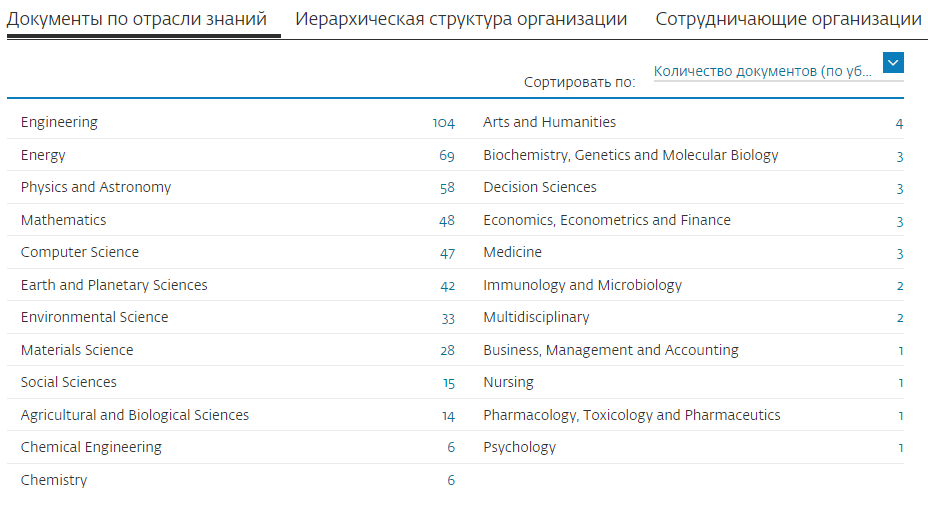 Документы по отрасли знаний Иерархическая структура организации Сотрудничающие организации
Сортировать по: Количество документов (по уб...
Engineering 104
Energy 69
Physics and Astronomy 58
Mathematics 48
Computer Science 47
Earth and Planetary Sciences 42
Environmental Science 33
Materials Science 28
Social Sciences 15
Agricultural and Biological Sciences 14
Chemical Engineering 6
Chemistry 6
Arts and Humanities 4
Biochemistry, Genetics and Molecular Biology 3
Decision Sciences 3
Economics, Econometrics and Finance 3
Medicine 3
Immunology and Microbiology 2
Multidisciplinary 2
Business, Management and Accounting 1
Nursing 1
Pharmacology, Toxicology and Pharmaceutics 1
Psychology 1